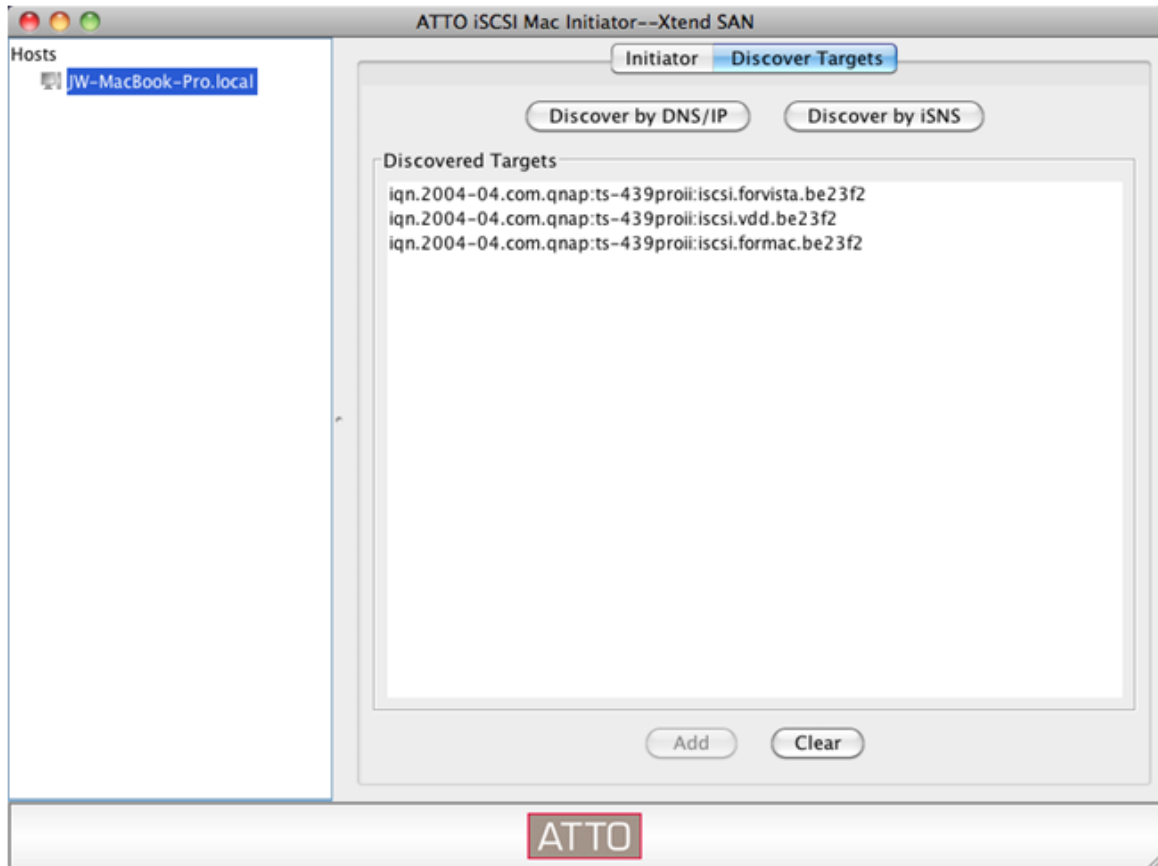 ATTO iSCSI Mac Initiator--Xtend SAN
Hosts
JW-MacBook-Pro.local
Initiator Discover Targets
Discover by DNS/IP Discover by iSNS
Discovered Targets
iqn.2004-04.com.qnap:ts-439proii:iscsi.forvista.be23f2
iqn.2004-04.com.qnap:ts-439proii:iscsi.vdd.be23f2
iqn.2004-04.com.qnap:ts-439proii:iscsi.formac.be23f2
Add Clear
ATTO